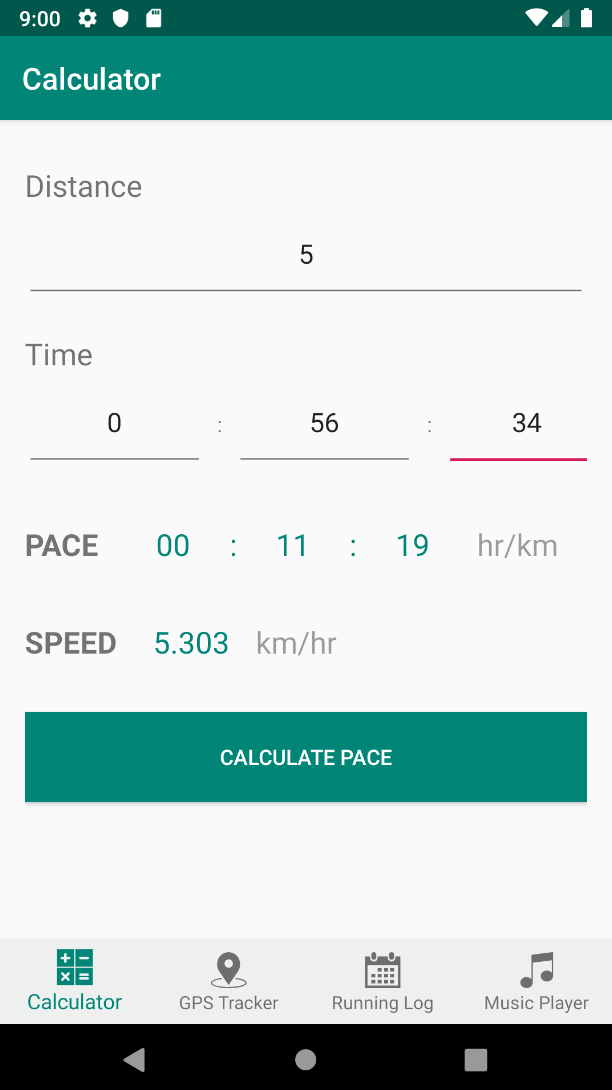 9:00
Calculator
Distance
5
Time
0 : 56 : 34
PACE 00 : 11 : 19 hr/km
SPEED 5.303 km/hr
CALCULATE PACE
Calculator GPS Tracker Running Log Music Player